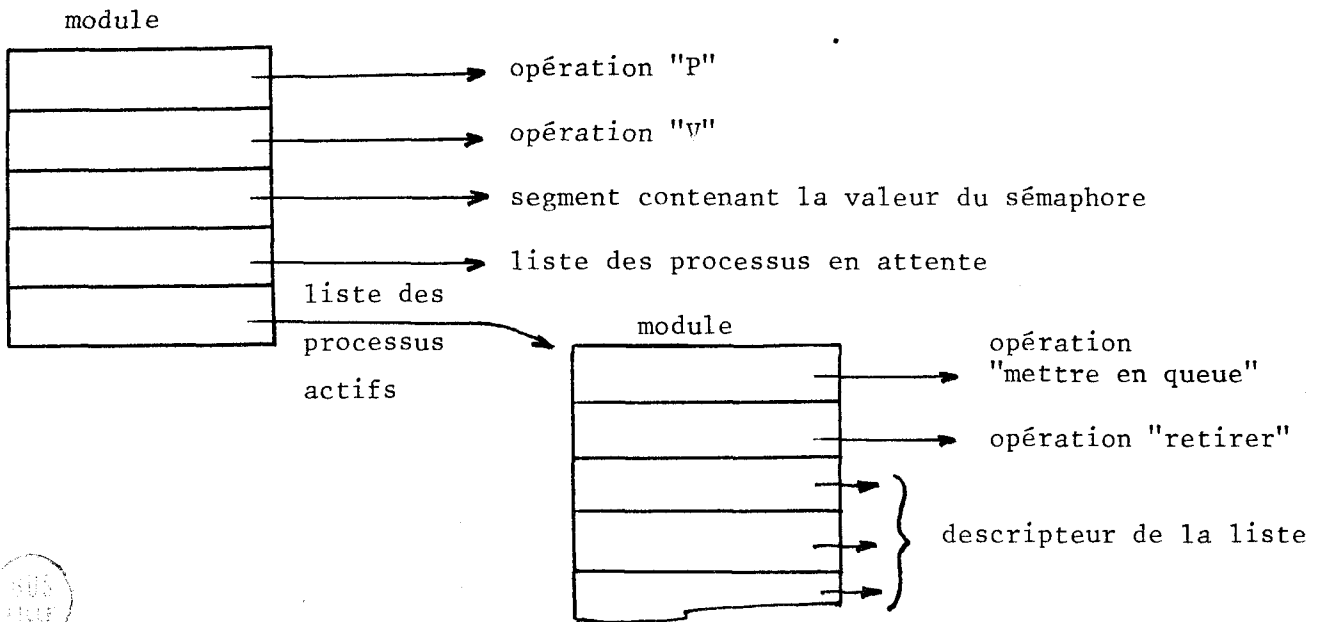 module
opération "P"
opération "V"
segment contenant la valeur du sémaphore
liste des processus en attente
liste des
processus
actifs
module
opération
"mettre en queue"
opération "retirer"
descripteur de la liste